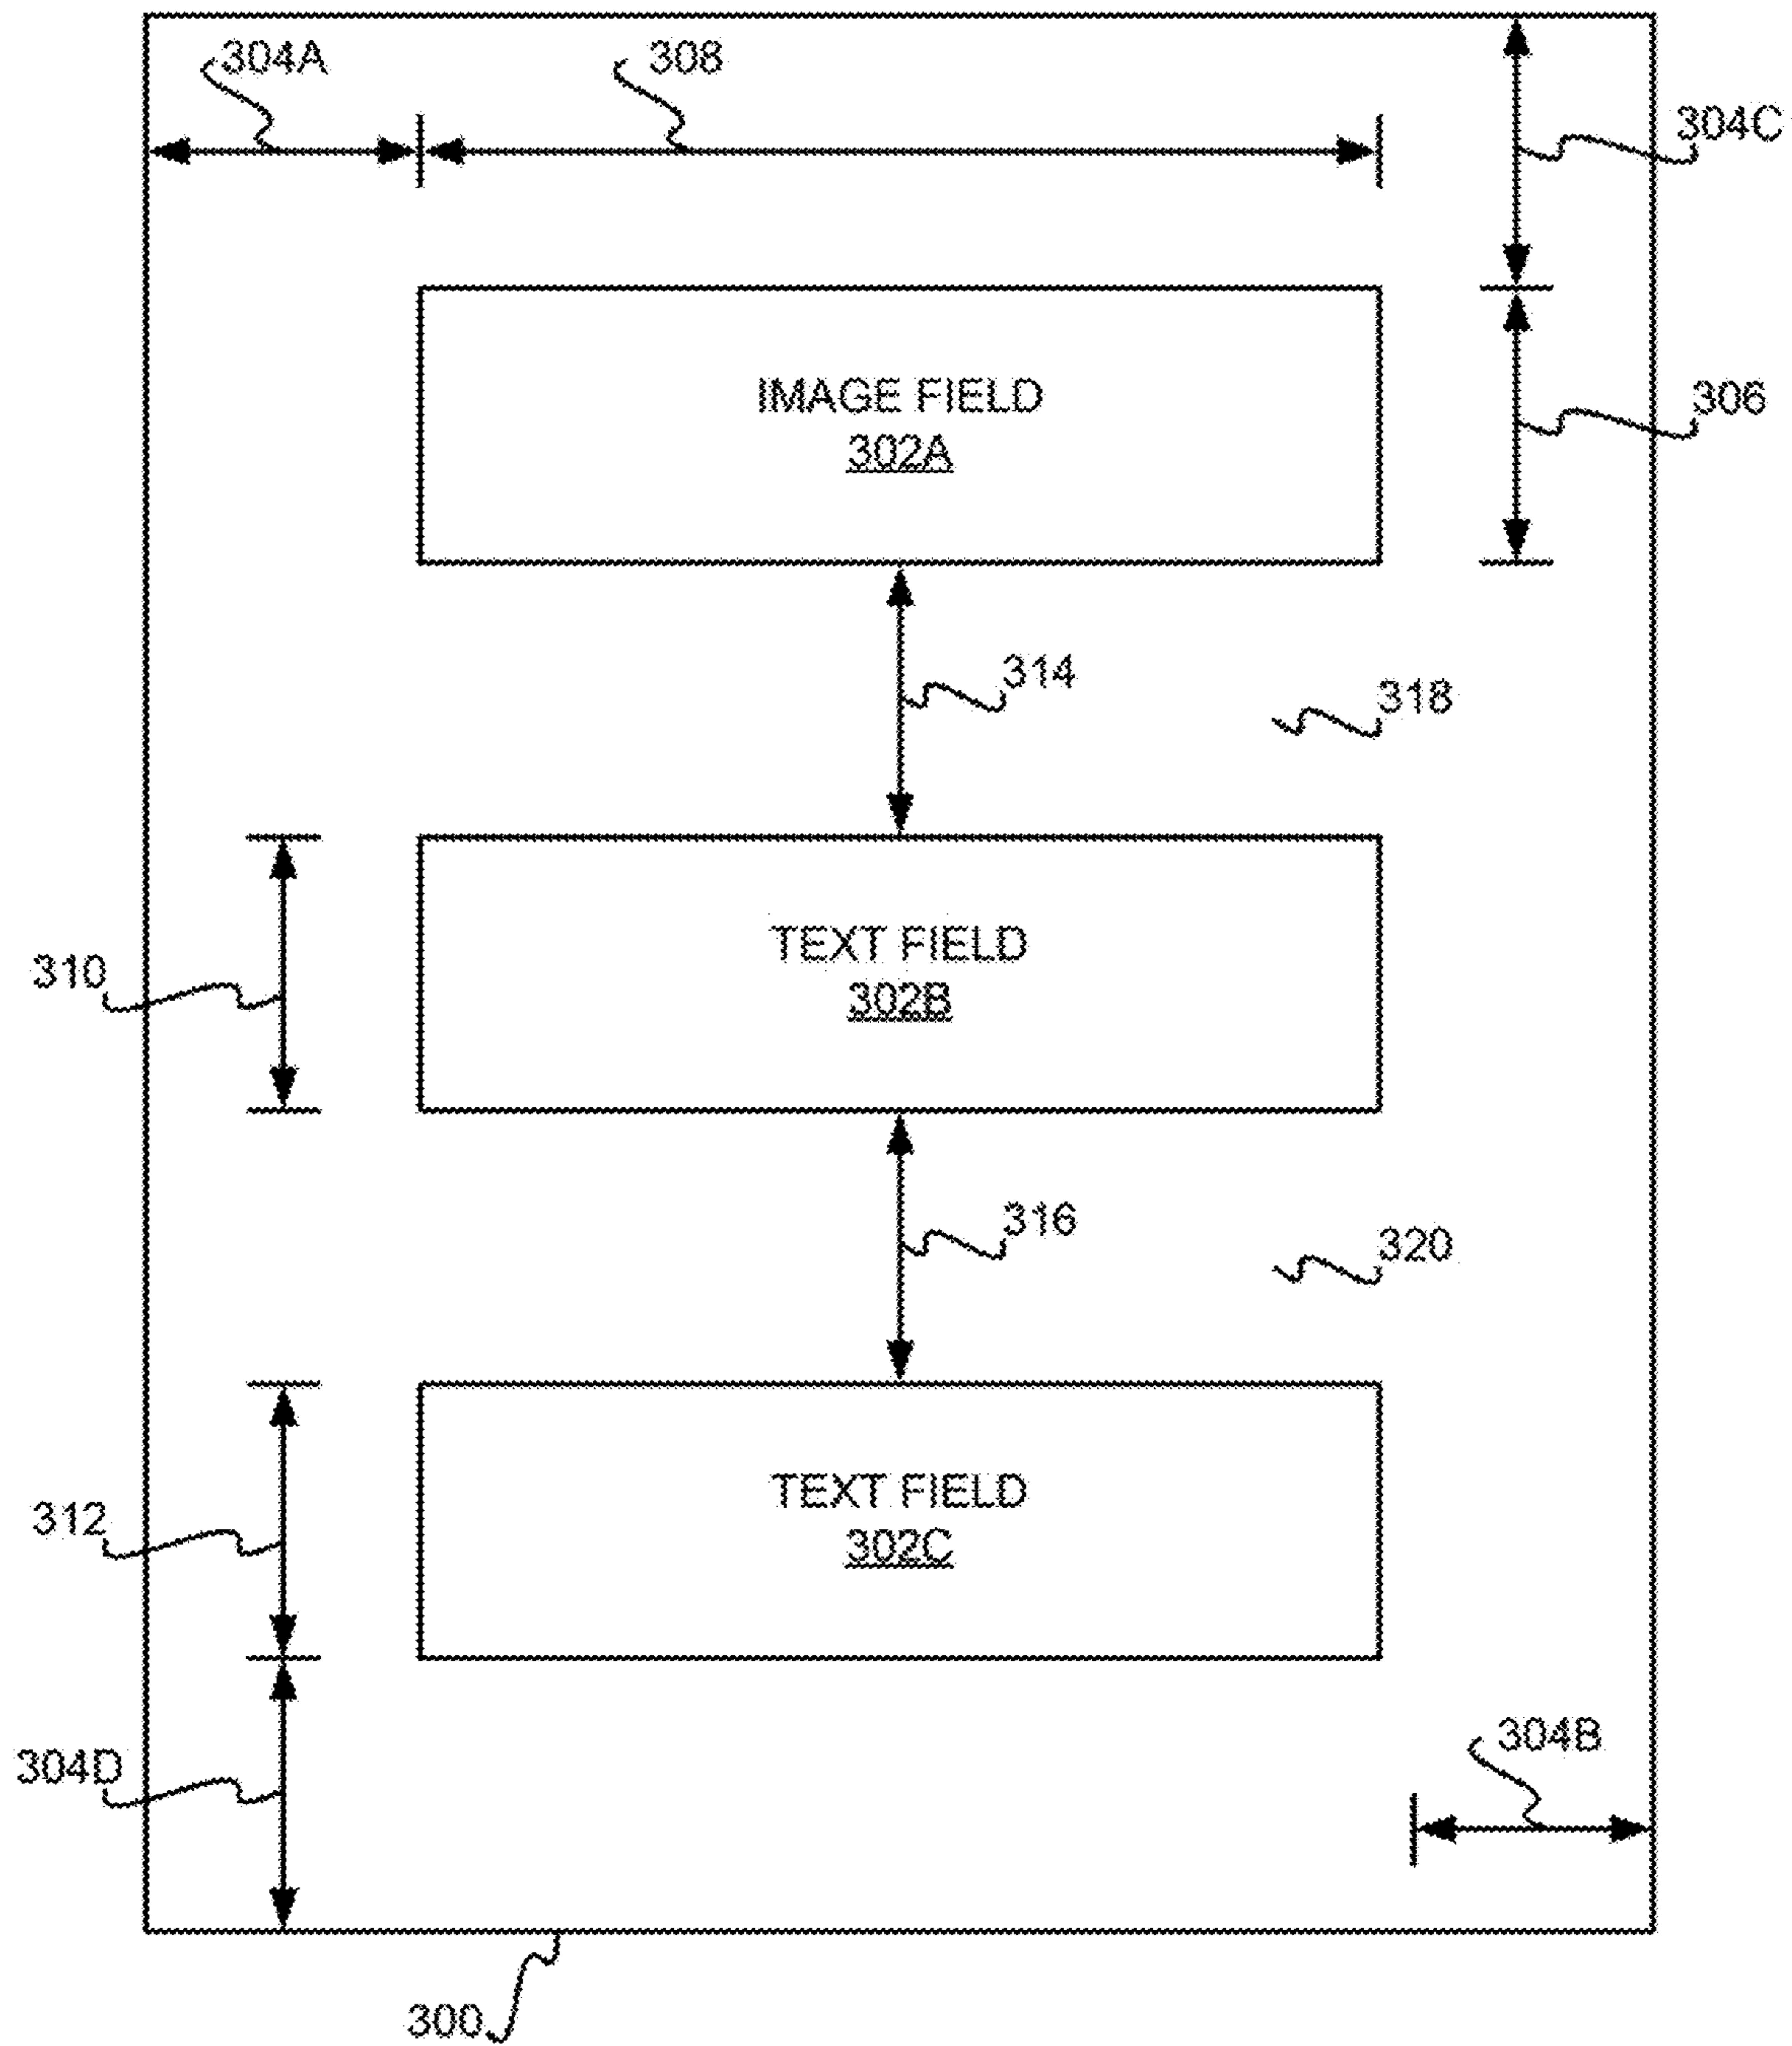 304A
308
304C
IMAGE FIELD
302A
306
314
318
TEXT FIELD
302B
310
316
320
TEXT FIELD
302C
312
304B
304D
300